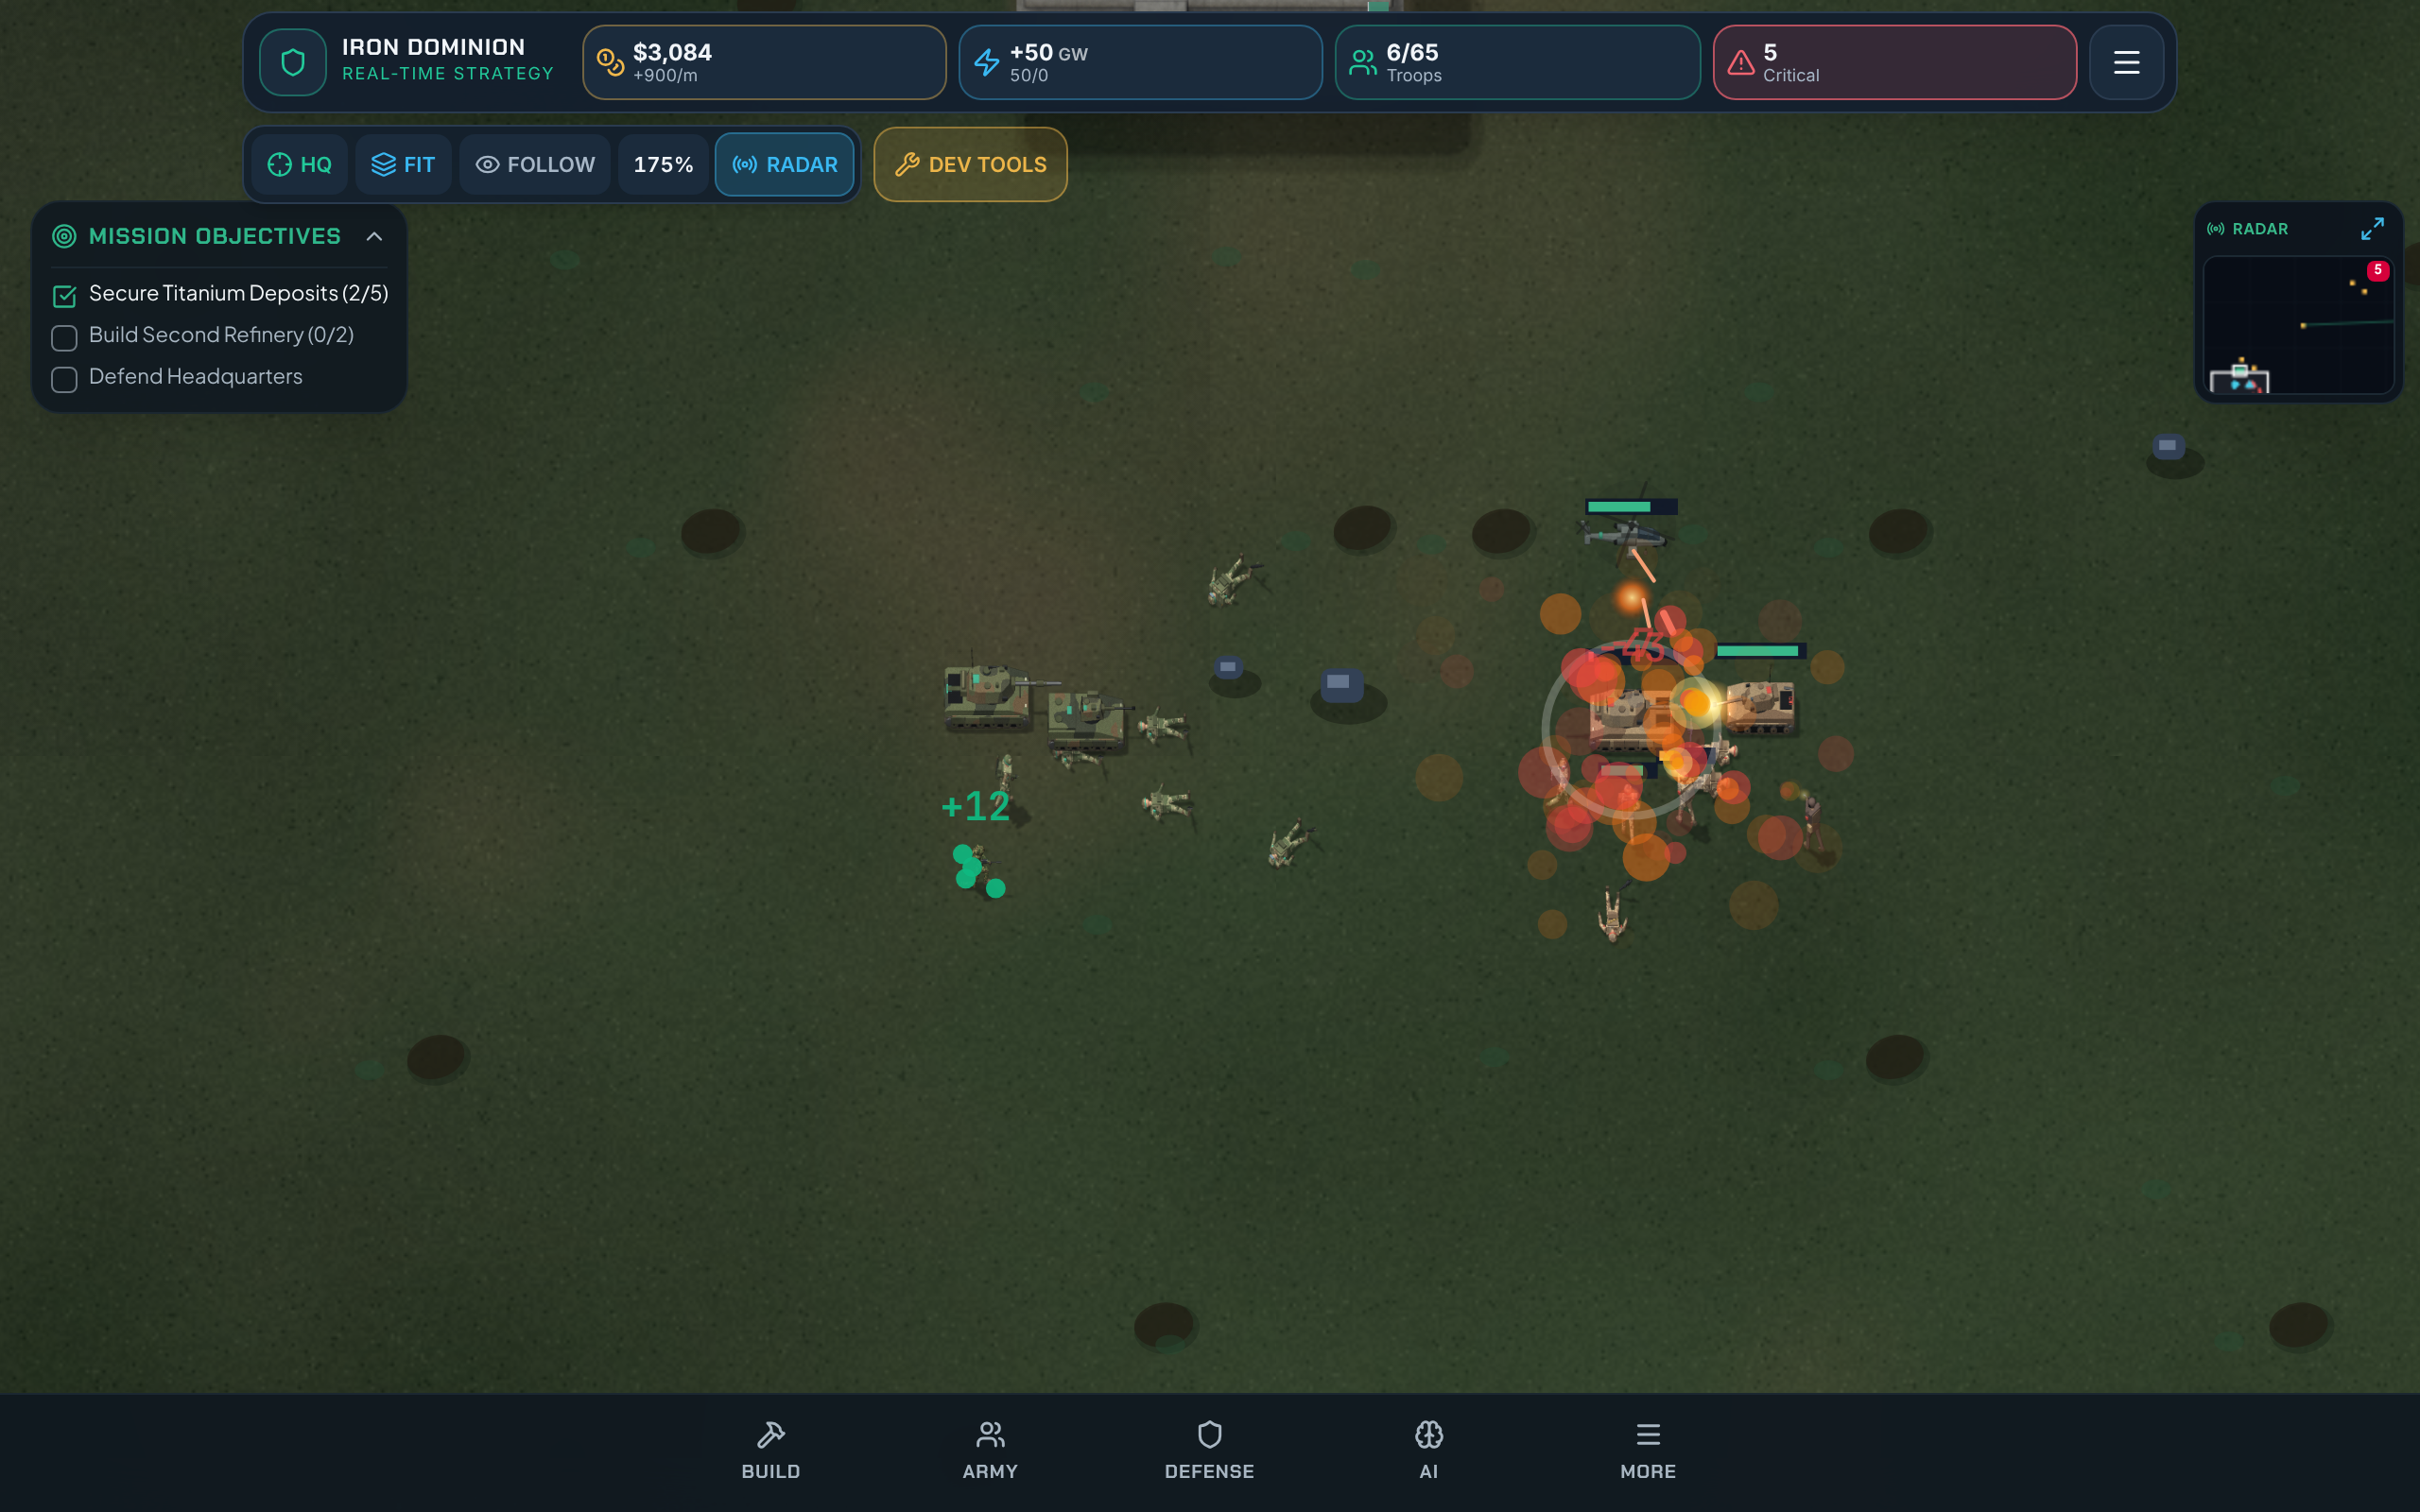 IRON DOMINION
REAL-TIME STRATEGY
$3,084
+900/m
+50 GW
50/0
6/65
Troops
5
Critical
HQ
FIT
FOLLOW
175%
RADAR
DEV TOOLS
MISSION OBJECTIVES
Secure Titanium Deposits (2/5)
Build Second Refinery (0/2)
Defend Headquarters
RADAR
5
+12
BUILD
ARMY
DEFENSE
AI
MORE